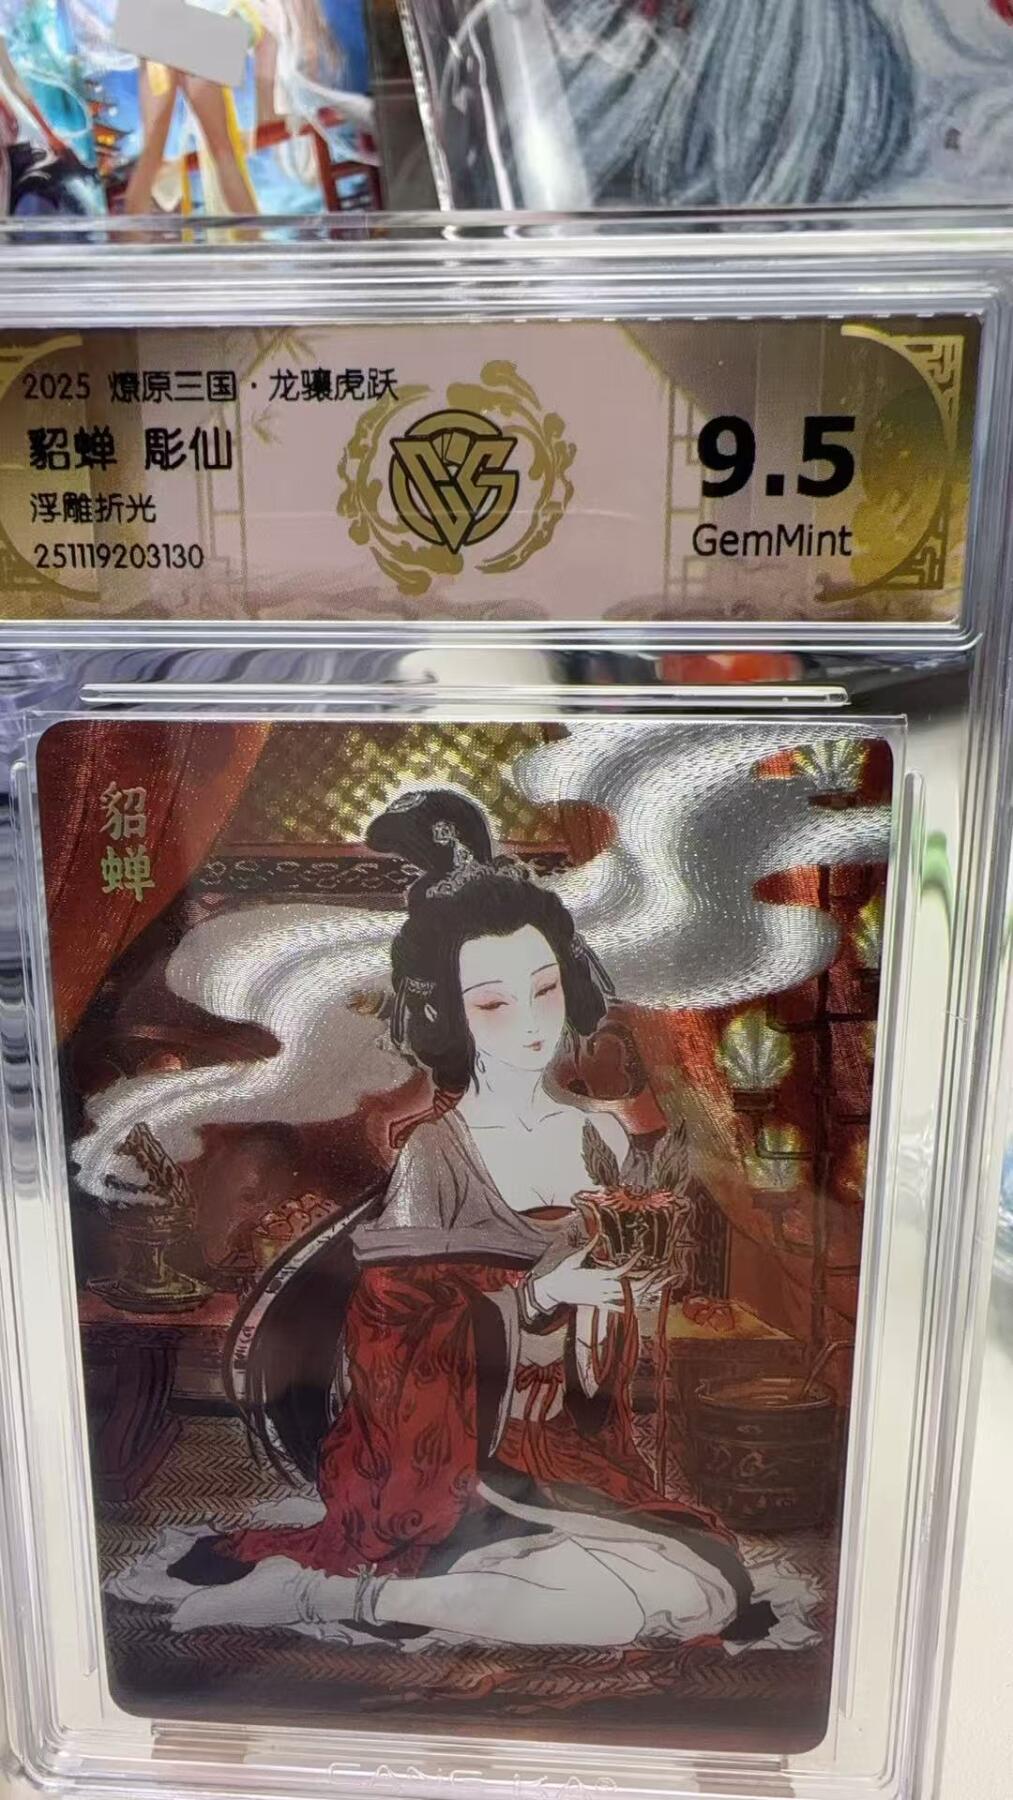 2025 燎原三国·龙骧虎跃
貂蝉 彫仙
浮雕折光
251119203130
9.5
GemMint
貂蝉